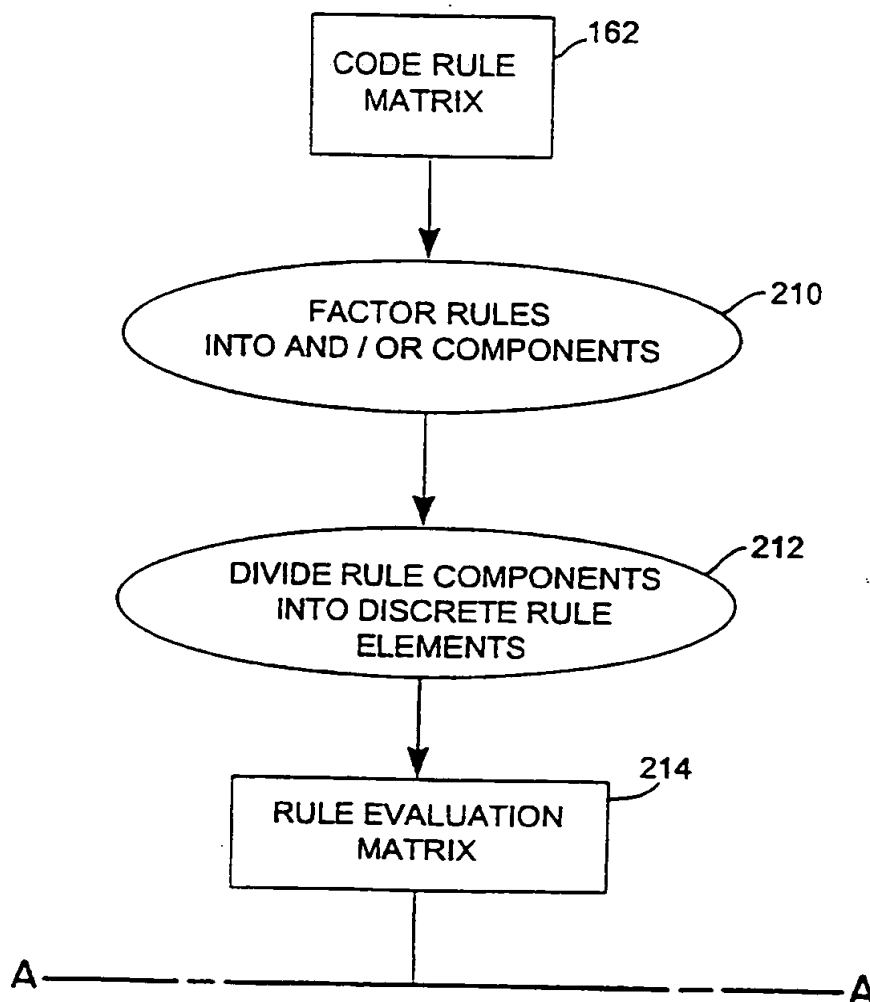 162
CODE RULE
MATRIX
210
FACTOR RULES
INTO AND / OR COMPONENTS
212
DIVIDE RULE COMPONENTS
INTO DISCRETE RULE
ELEMENTS
214
RULE EVALUATION
MATRIX
A A